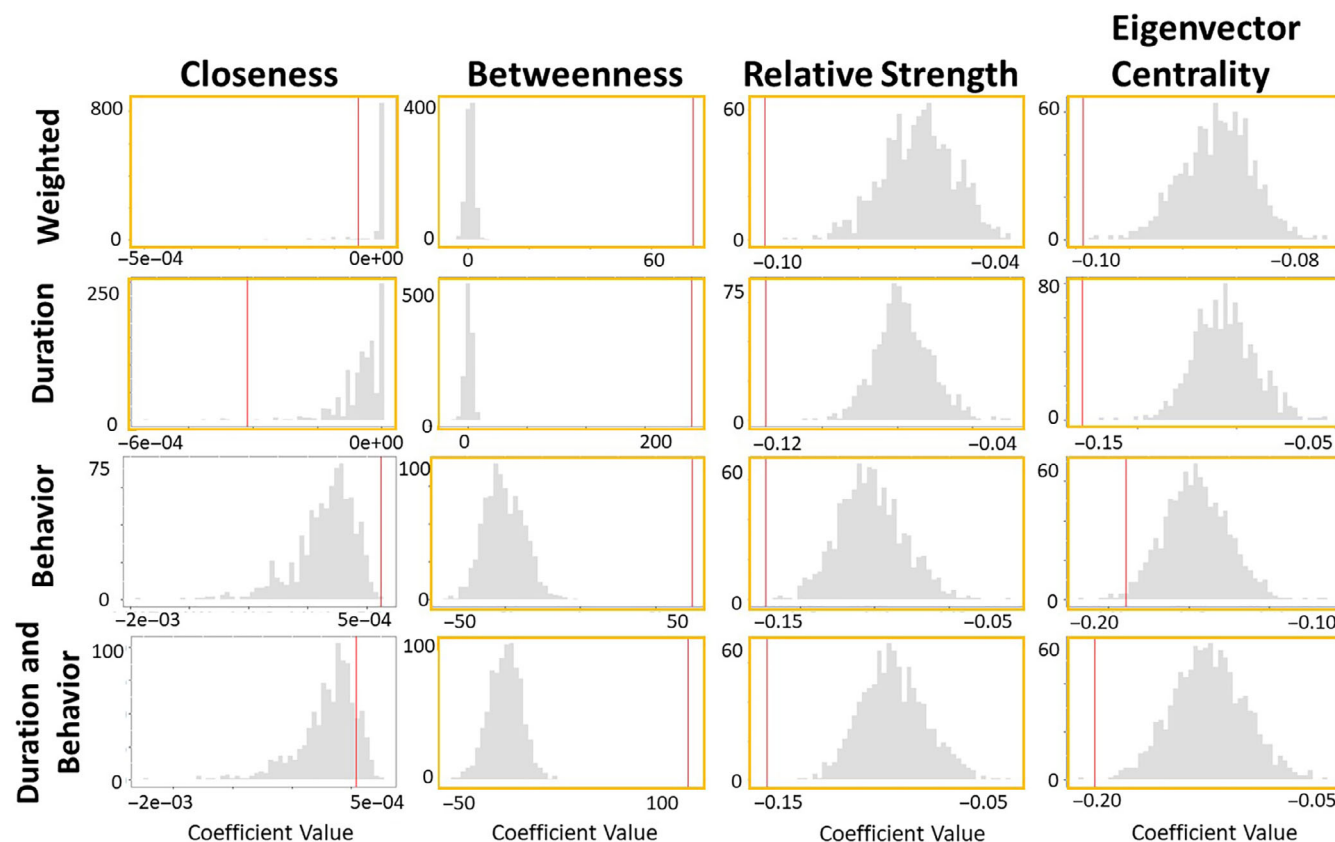 Closeness Betweenness Relative Strength Eigenvector Centrality
Weighted
800 0 −5e−04 0e+00
400 0 0 60
60 0 −0.10 −0.04
60 0 −0.10 −0.08
Duration
250 0 −6e−04 0e+00
500 0 0 200
75 0 −0.12 −0.04
80 0 −0.15 −0.05
Behavior
75 0 −2e−03 5e−04
100 0 −50 50
60 0 −0.15 −0.05
60 0 −0.20 −0.10
Duration and Behavior
100 0 −2e−03 5e−04
100 0 −50 100
60 0 −0.15 −0.05
60 0 −0.20 −0.05
Coefficient Value Coefficient Value Coefficient Value Coefficient Value